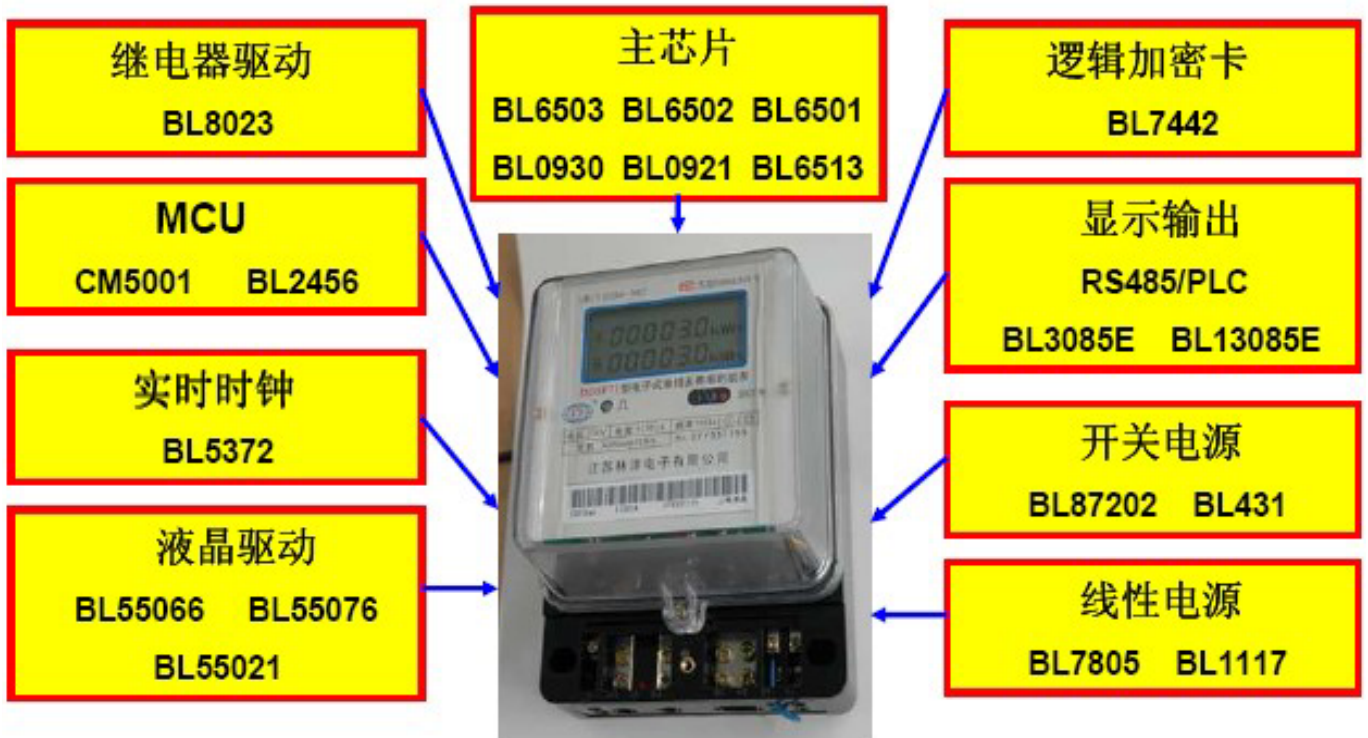 继电器驱动
BL8023
MCU
CM5001 BL2456
实时时钟
BL5372
液晶驱动
BL55066 BL55076
BL55021
主芯片
BL6503 BL6502 BL6501
BL0930 BL0921 BL6513
逻辑加密卡
BL7442
显示输出
RS485/PLC
BL3085E BL13085E
开关电源
BL87202 BL431
线性电源
BL7805 BL1117
000030
000030
江苏林洋电子有限公司